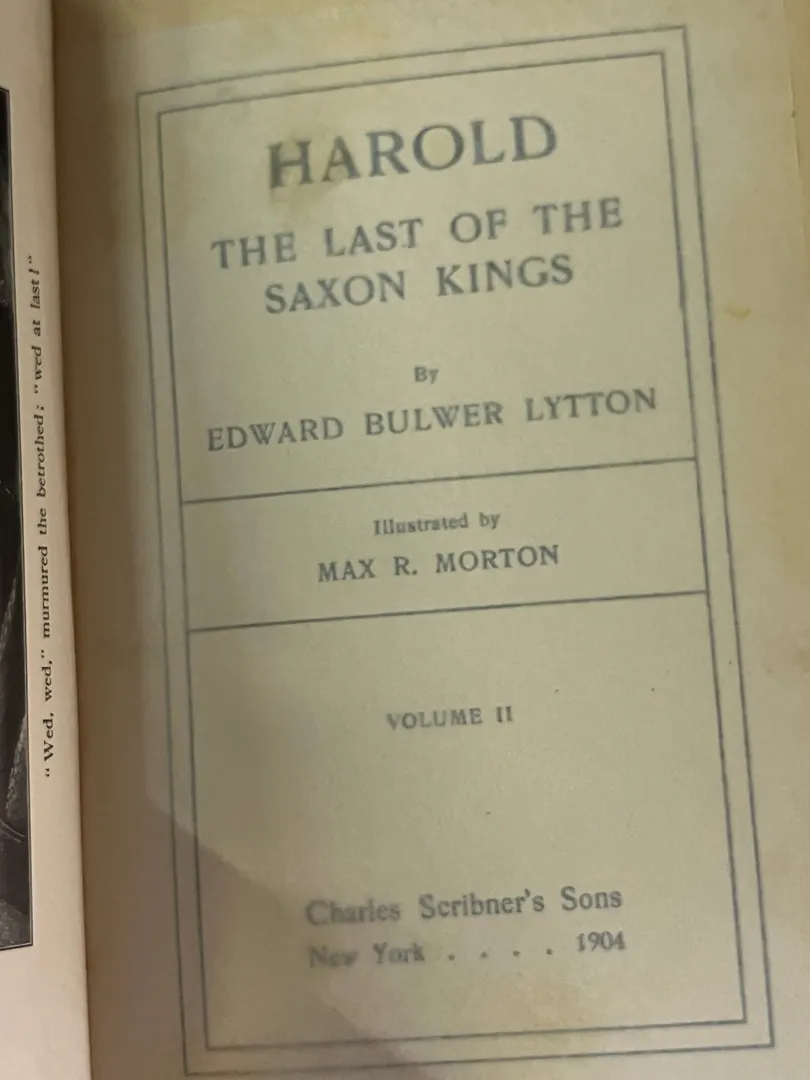 "Wed, wed," murmured the betrothed; "wed at last!"
HAROLD
THE LAST OF THE
SAXON KINGS
By
EDWARD BULWER LYTTON
Illustrated by
MAX R. MORTON
VOLUME II
Charles Scribner's Sons
New York . . . . 1904